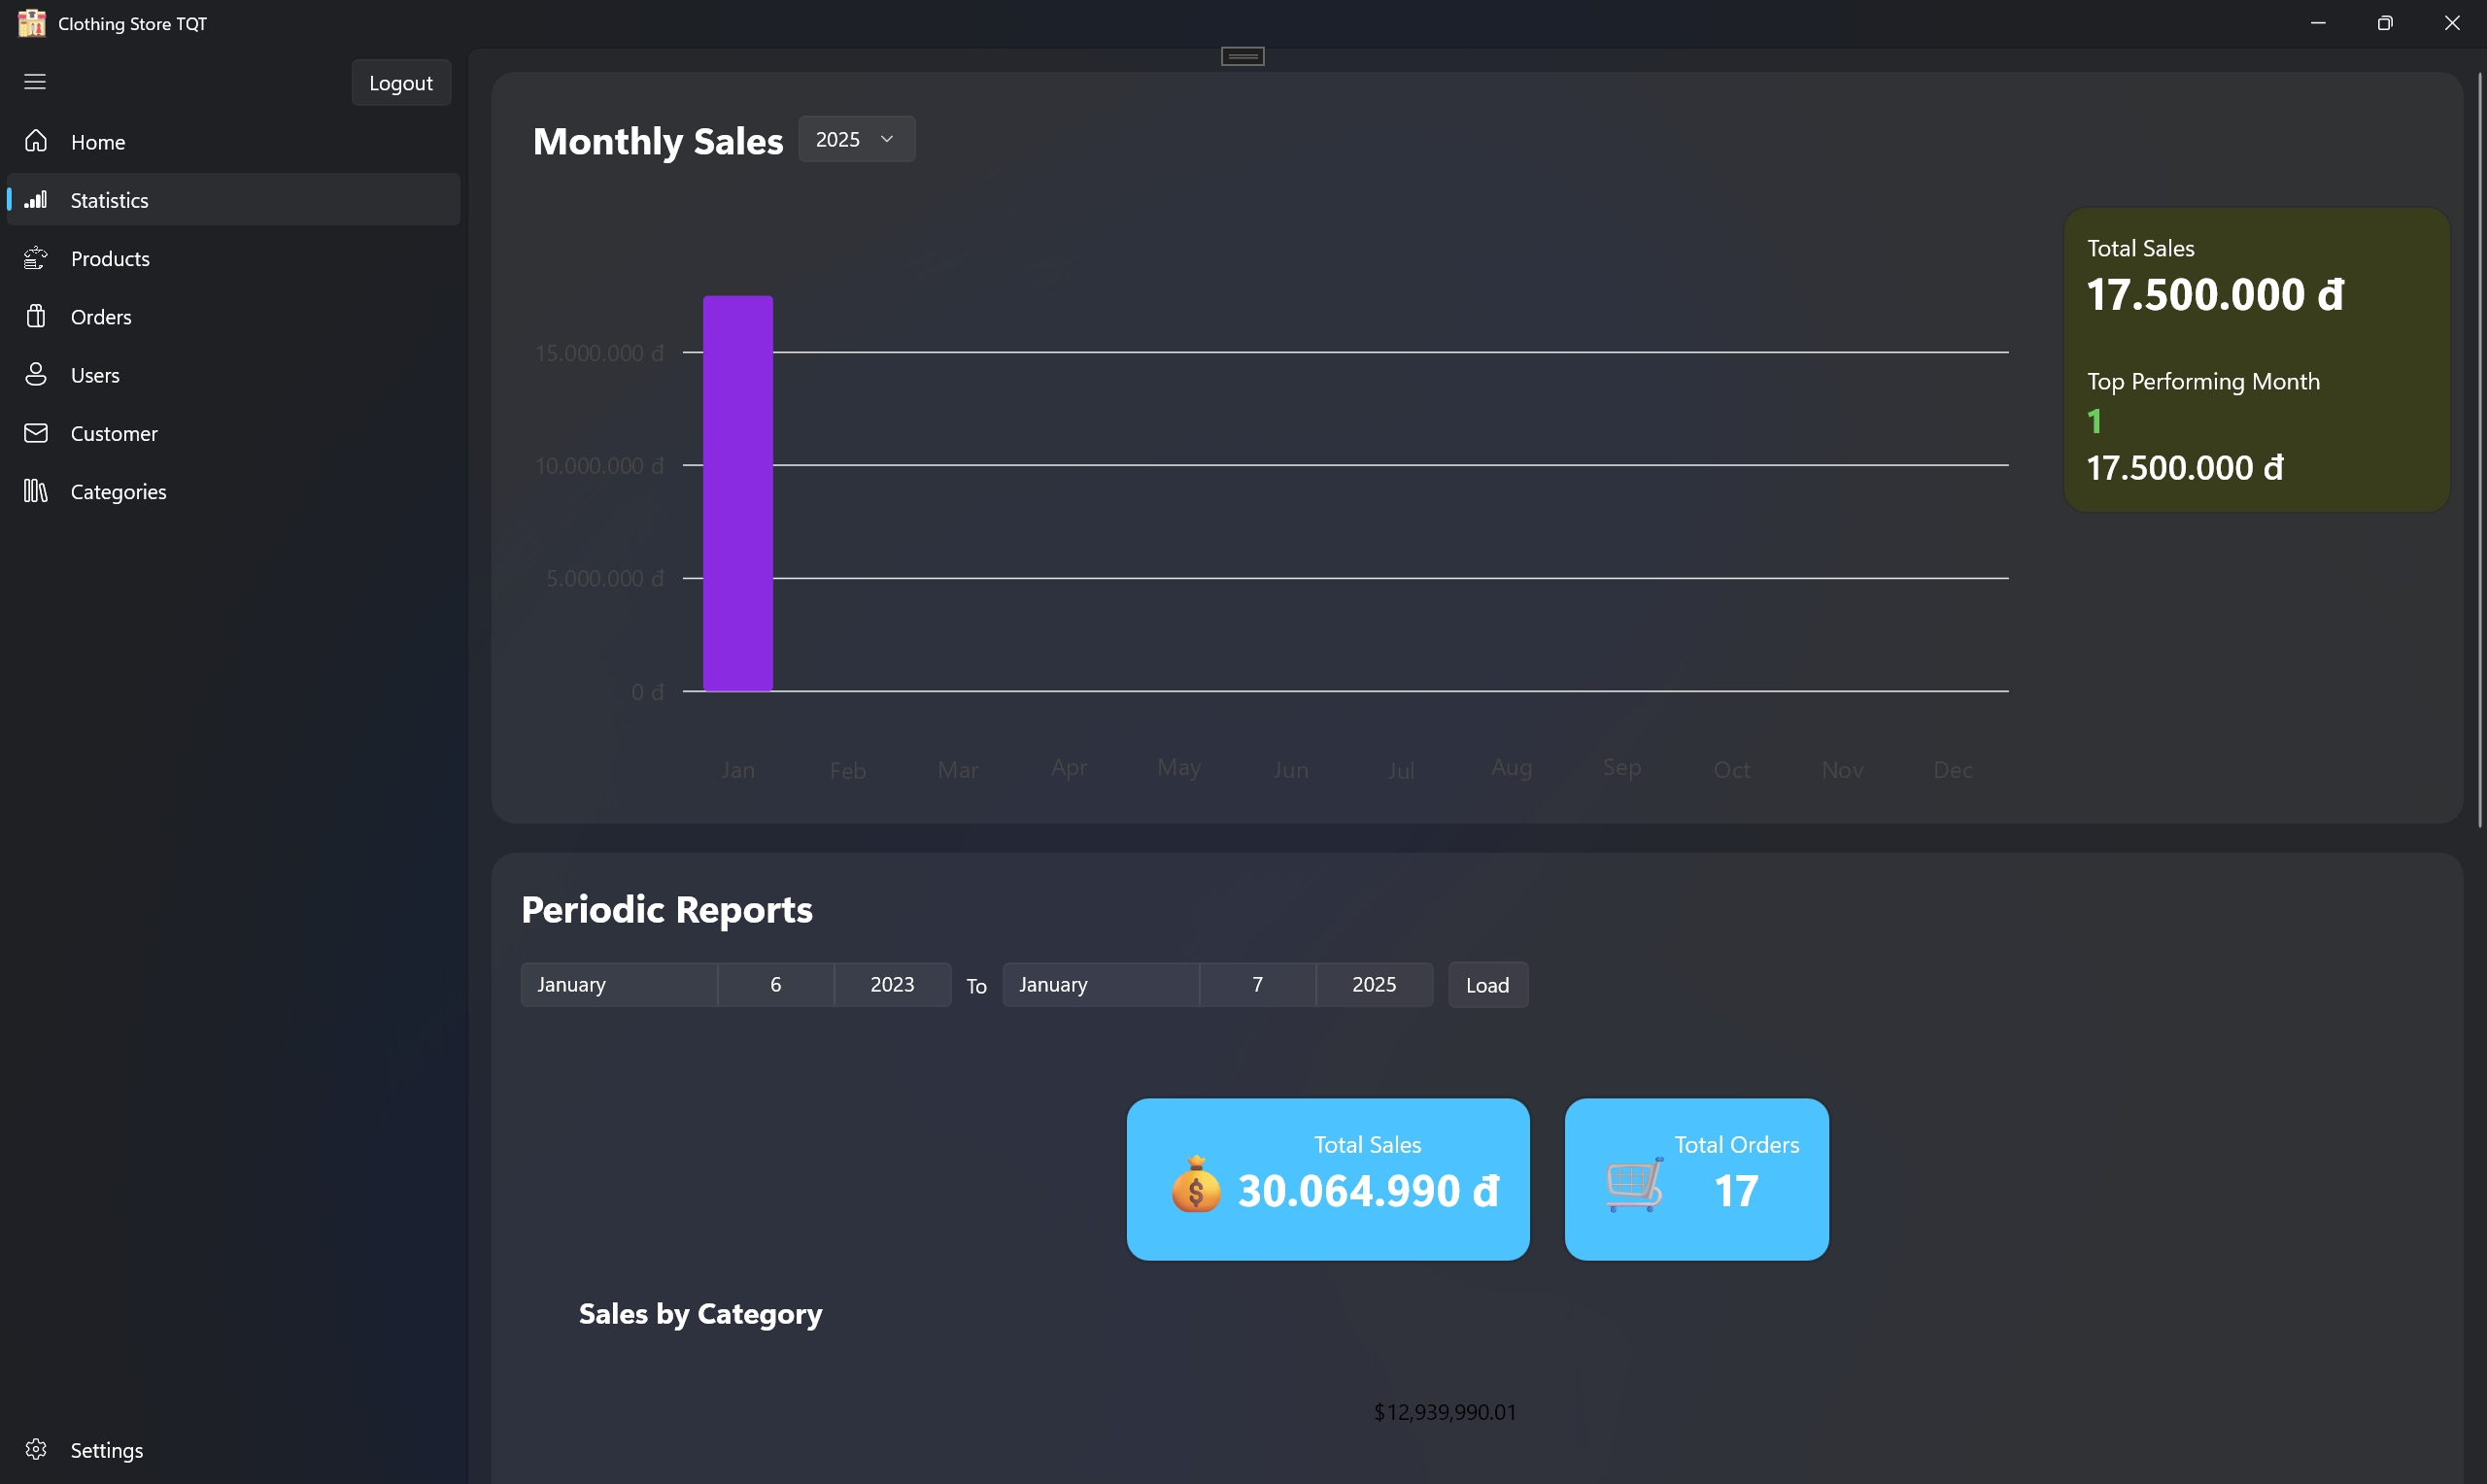 Clothing Store TQT
Logout
Home
Statistics
Products
Orders
Users
Customer
Categories
Settings
Monthly Sales 2025
15.000.000 đ
10.000.000 đ
5.000.000 đ
0 đ
Jan Feb Mar Apr May Jun Jul Aug Sep Oct Nov Dec
Total Sales
17.500.000 đ
Top Performing Month
1
17.500.000 đ
Periodic Reports
January 6 2023 To January 7 2025 Load
Total Sales
30.064.990 đ
Total Orders
17
Sales by Category
$12,939,990.01